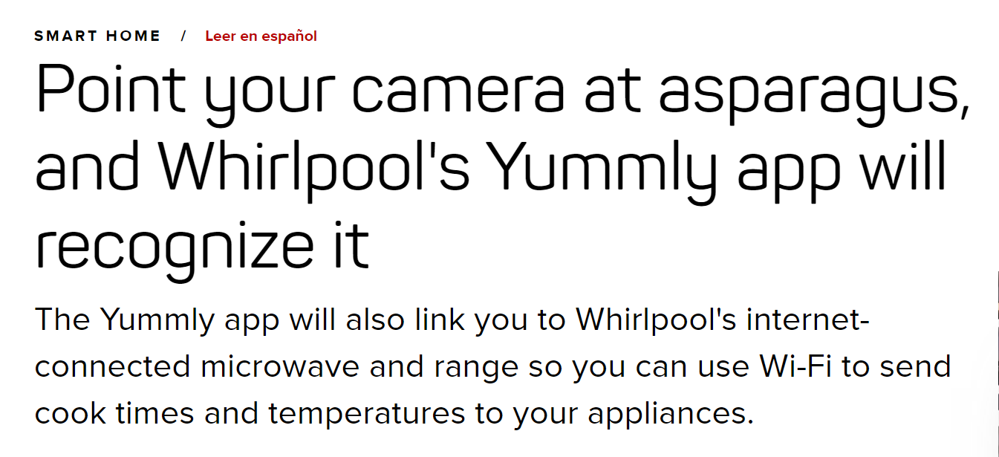 SMART HOME / Leer en español
Point your camera at asparagus,
and Whirlpool's Yummly app will
recognize it
The Yummly app will also link you to Whirlpool's internet-
connected microwave and range so you can use Wi-Fi to send
cook times and temperatures to your appliances.